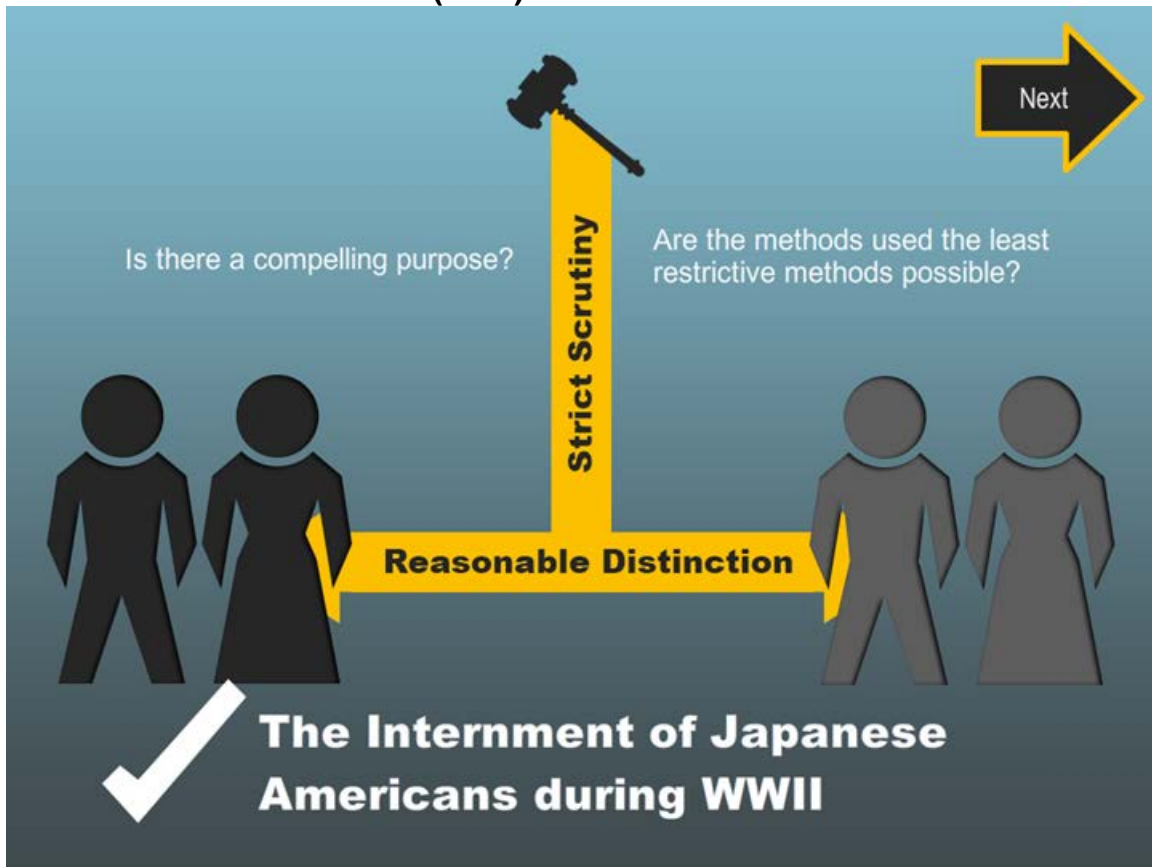 Next
Is there a compelling purpose?
Strict Scrutiny
Are the methods used the least
restrictive methods possible?
Reasonable Distinction
The Internment of Japanese
Americans during WWII